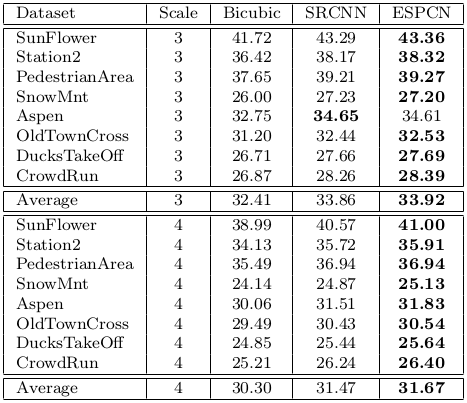 Dataset Scale Bicubic SRCNN ESPCN
SunFlower 3 41.72 43.29 43.36
Station2 3 36.42 38.17 38.32
PedestrianArea 3 37.65 39.21 39.27
SnowMnt 3 26.00 27.23 27.20
Aspen 3 32.75 34.65 34.61
OldTownCross 3 31.20 32.44 32.53
DucksTakeOff 3 26.71 27.66 27.69
CrowdRun 3 26.87 28.26 28.39
Average 3 32.41 33.86 33.92
SunFlower 4 38.99 40.57 41.00
Station2 4 34.13 35.72 35.91
PedestrianArea 4 35.49 36.94 36.94
SnowMnt 4 24.14 24.87 25.13
Aspen 4 30.06 31.51 31.83
OldTownCross 4 29.49 30.43 30.54
DucksTakeOff 4 24.85 25.44 25.64
CrowdRun 4 25.21 26.24 26.40
Average 4 30.30 31.47 31.67